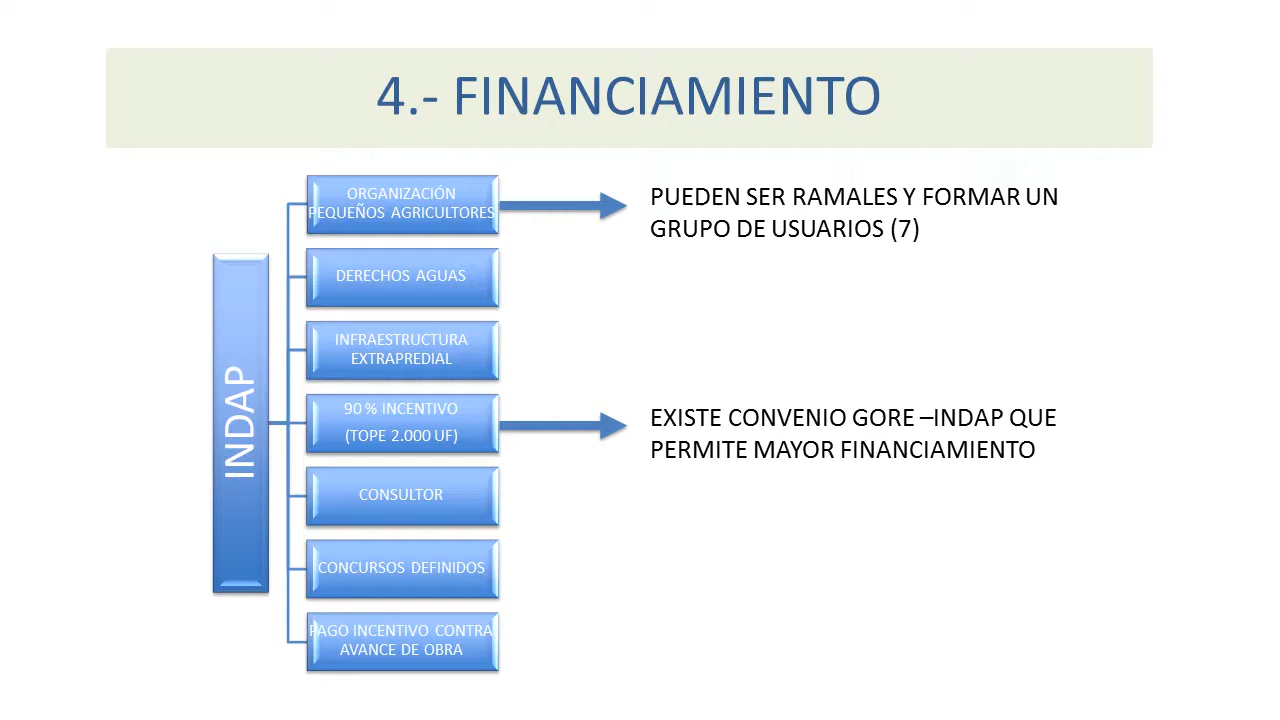 4.- FINANCIAMIENTO
INDAP
ORGANIZACIÓN
PEQUEÑOS AGRICULTORES
PUEDEN SER RAMALES Y FORMAR UN
GRUPO DE USUARIOS (7)
DERECHOS AGUAS
INFRAESTRUCTURA
EXTRAPREDIAL
90 % INCENTIVO
(TOPE 2.000 UF)
EXISTE CONVENIO GORE –INDAP QUE
PERMITE MAYOR FINANCIAMIENTO
CONSULTOR
CONCURSOS DEFINIDOS
PAGO INCENTIVO CONTRA
AVANCE DE OBRA